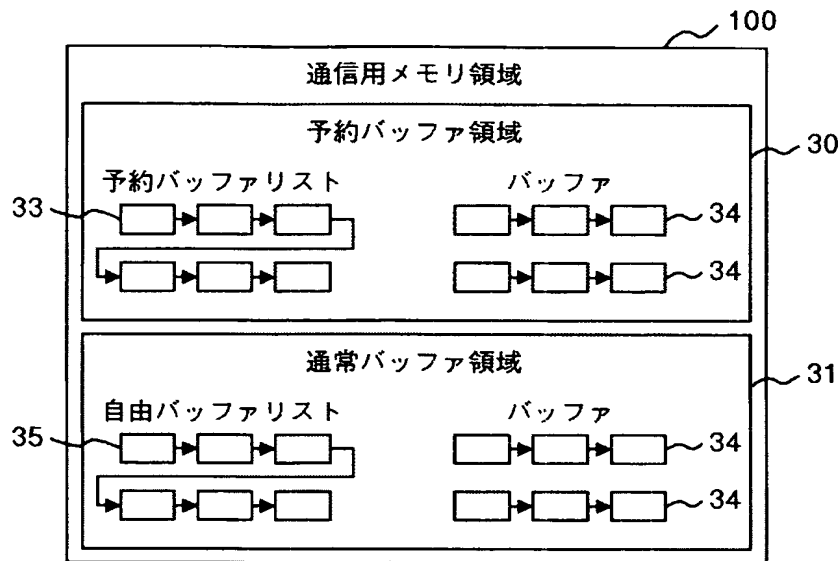 100
通信用メモリ領域
予約バッファ領域
30
予約バッファリスト
バッファ
33
34
34
通常バッファ領域
31
自由バッファリスト
バッファ
35
34
34